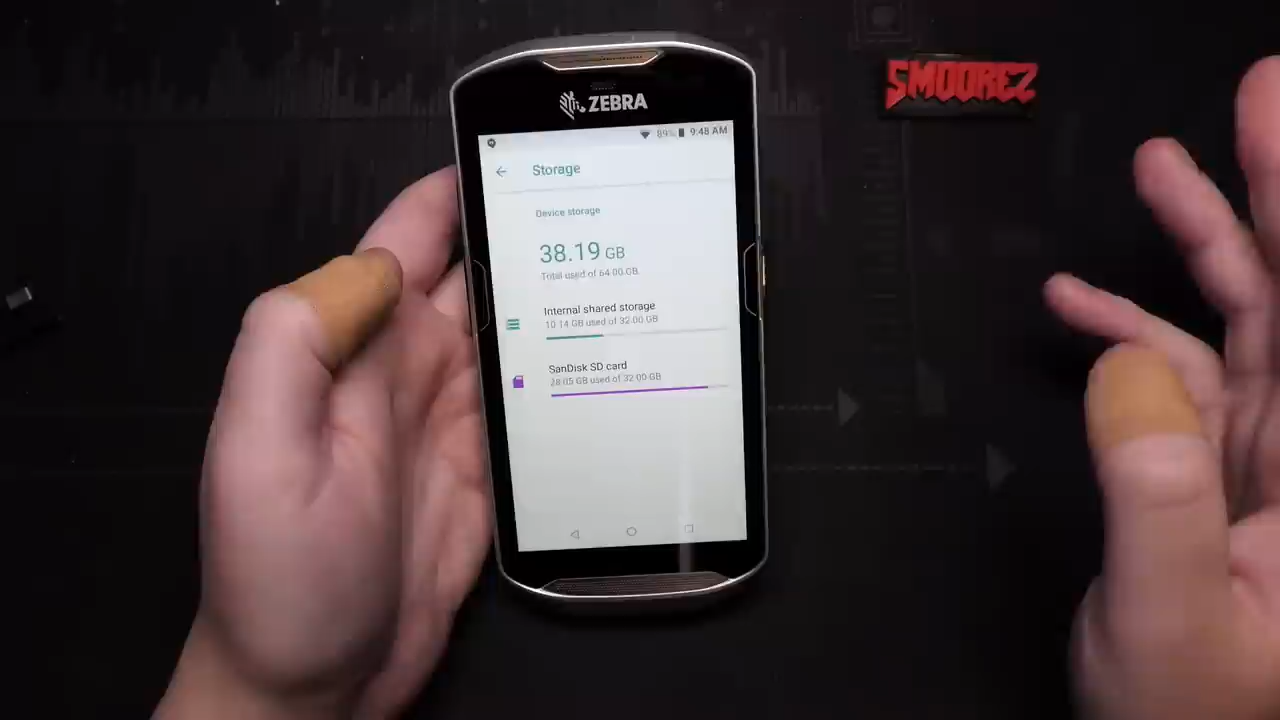 SMOOREZ
ZEBRA
89% 9:48 AM
Storage
Device storage
38.19 GB
Total used of 64.00 GB
Internal shared storage
10.14 GB used of 32.00 GB
SanDisk SD card
28.05 GB used of 32.00 GB